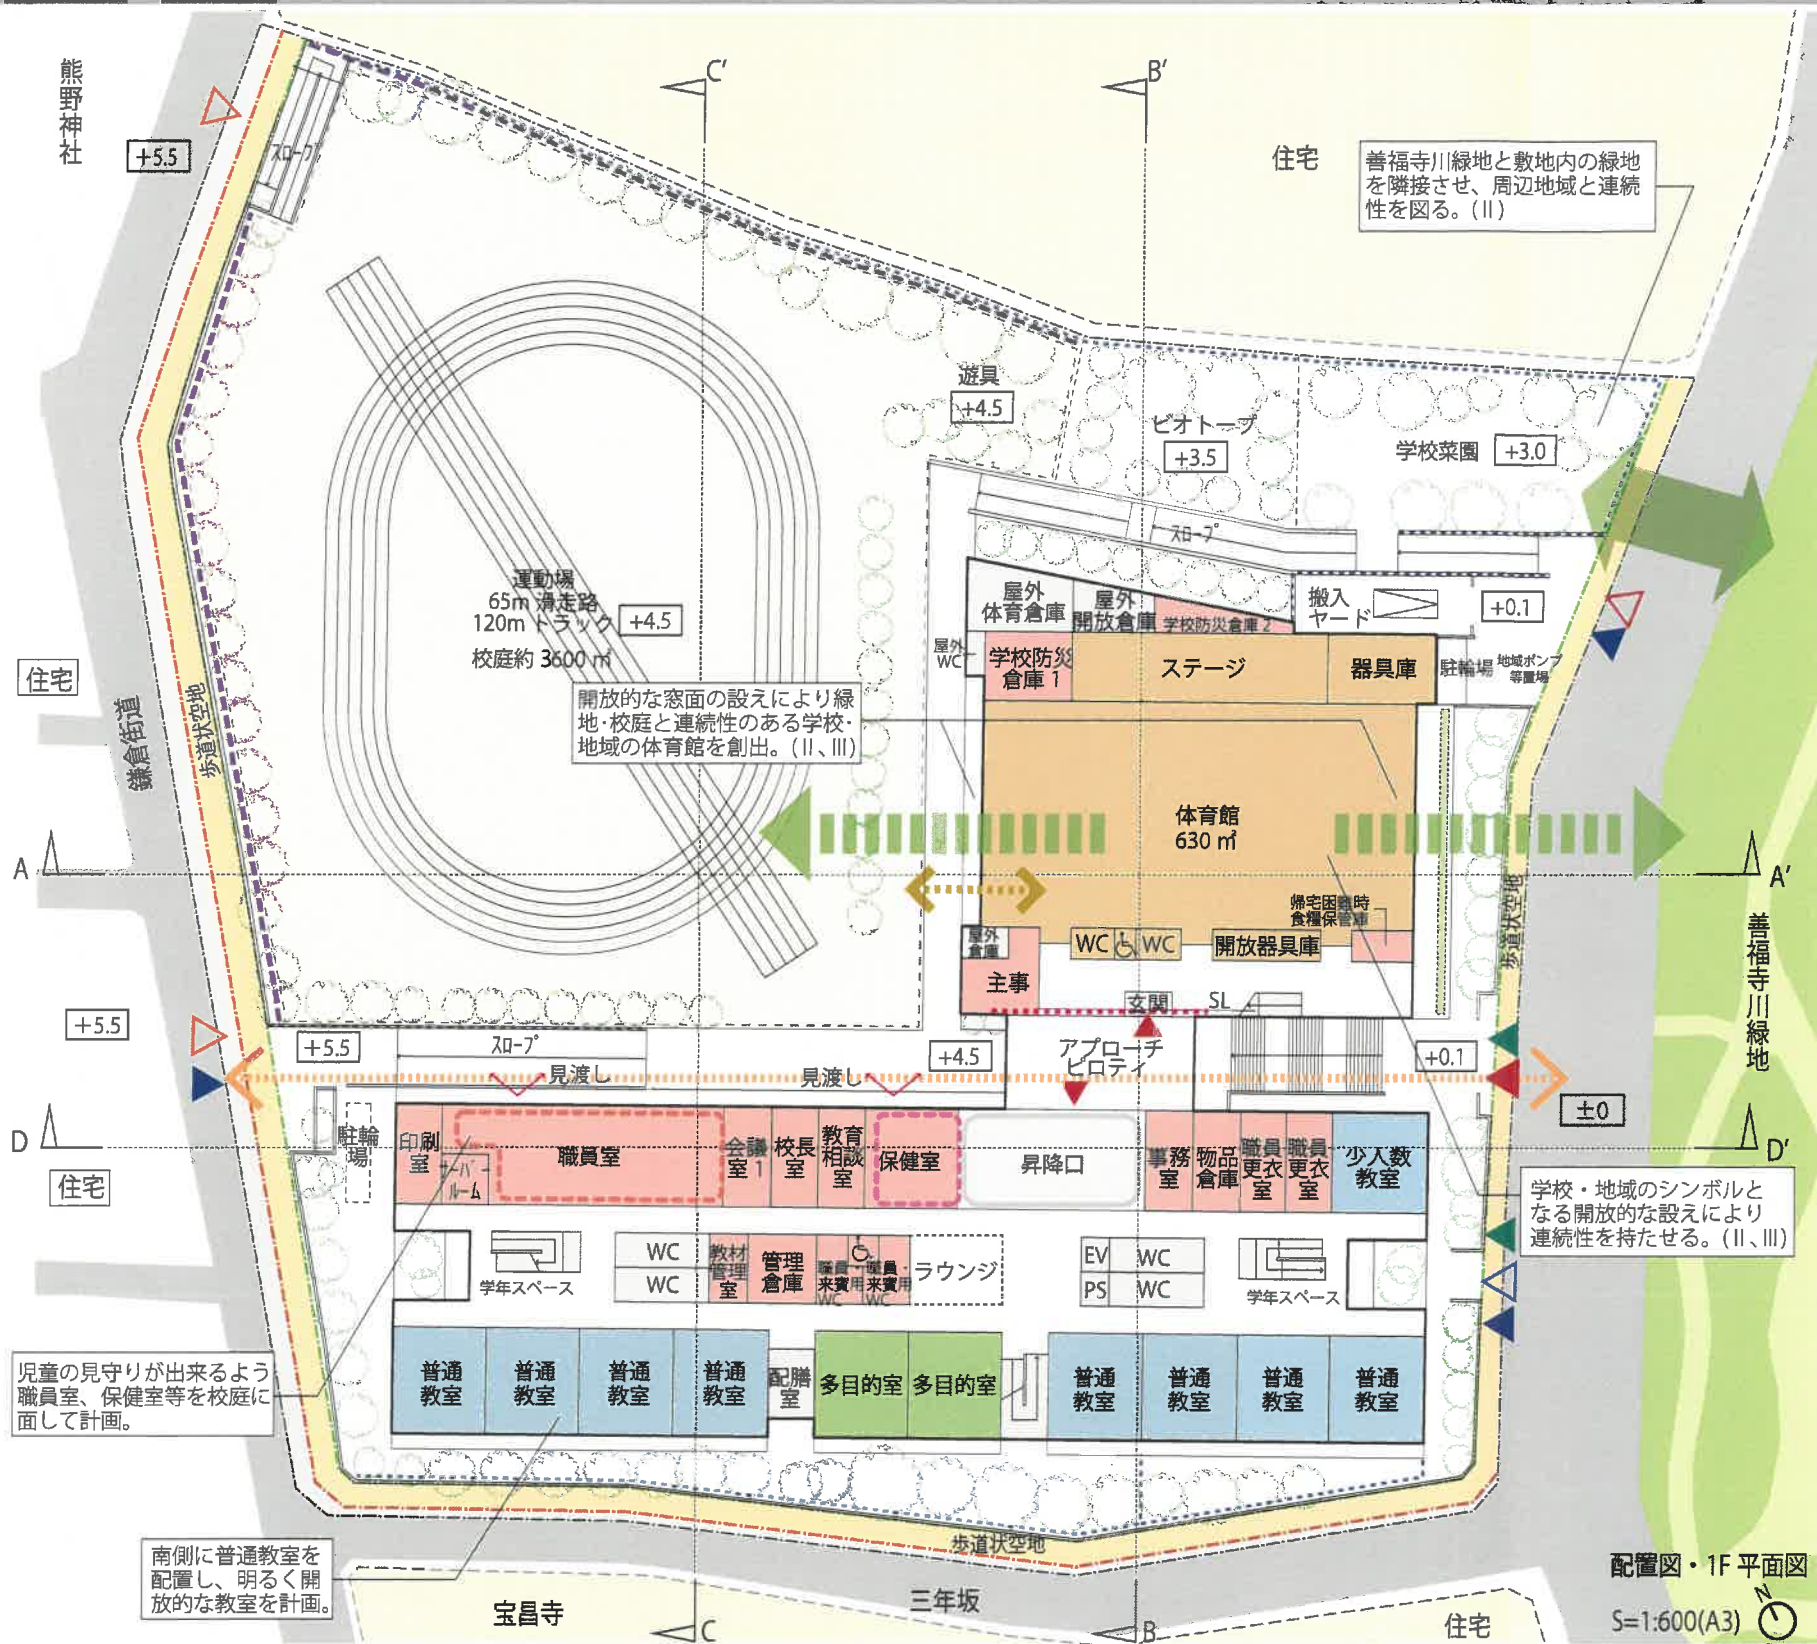 熊野神社
+5.5
スロープ
C'
B'
住宅
善福寺川緑地と敷地内の緑地
を隣接させ、周辺地域と連続
性を図る。(II)
遊具
+4.5
ビオトープ
+3.5
学校菜園 +3.0
スロープ
運動場
65m 滑走路
120m トラック +4.5
校庭約 3600 ㎡
屋外
体育倉庫
屋外
開放倉庫
学校防災倉庫 2
搬入
ヤード
+0.1
屋外
WC
学校防災
倉庫 1
ステージ
器具庫
駐輪場
地域ポンプ
等置場
住宅
鎌倉街道
歩道状空地
開放的な窓面の設えにより緑
地・校庭と連続性のある学校・
地域の体育館を創出。(II、III)
体育館
630 ㎡
A
A'
帰宅困難時
食糧保管庫
屋外
倉庫
WC
WC
開放器具庫
主事
歩道状空地
善福寺川緑地
玄関
SL
+5.5
+5.5
スロープ
見渡し
見渡し
+4.5
アプローチ
ピロティ
+0.1
±0
D
D'
住宅
駐輪場
印刷
室
サーバー
ルーム
職員室
会議
室 1
校長
室
教育
相談
室
保健室
昇降口
事務
室
物品
倉庫
職員
更衣
室
職員
更衣
室
少人数
教室
学校・地域のシンボルと
なる開放的な設えにより
連続性を持たせる。(II、III)
学年スペース
WC
WC
教材
管理
室
管理
倉庫
職員・
来賓用
WC
職員・
来賓用
WC
ラウンジ
EV
WC
PS
WC
学年スペース
児童の見守りが出来るよう
職員室、保健室等を校庭に
面して計画。
普通
教室
普通
教室
普通
教室
普通
教室
配膳
室
多目的室
多目的室
普通
教室
普通
教室
普通
教室
普通
教室
南側に普通教室を
配置し、明るく開
放的な教室を計画。
歩道状空地
宝昌寺
三年坂
C
B
住宅
配置図・1F 平面図
S=1:600(A3)
N